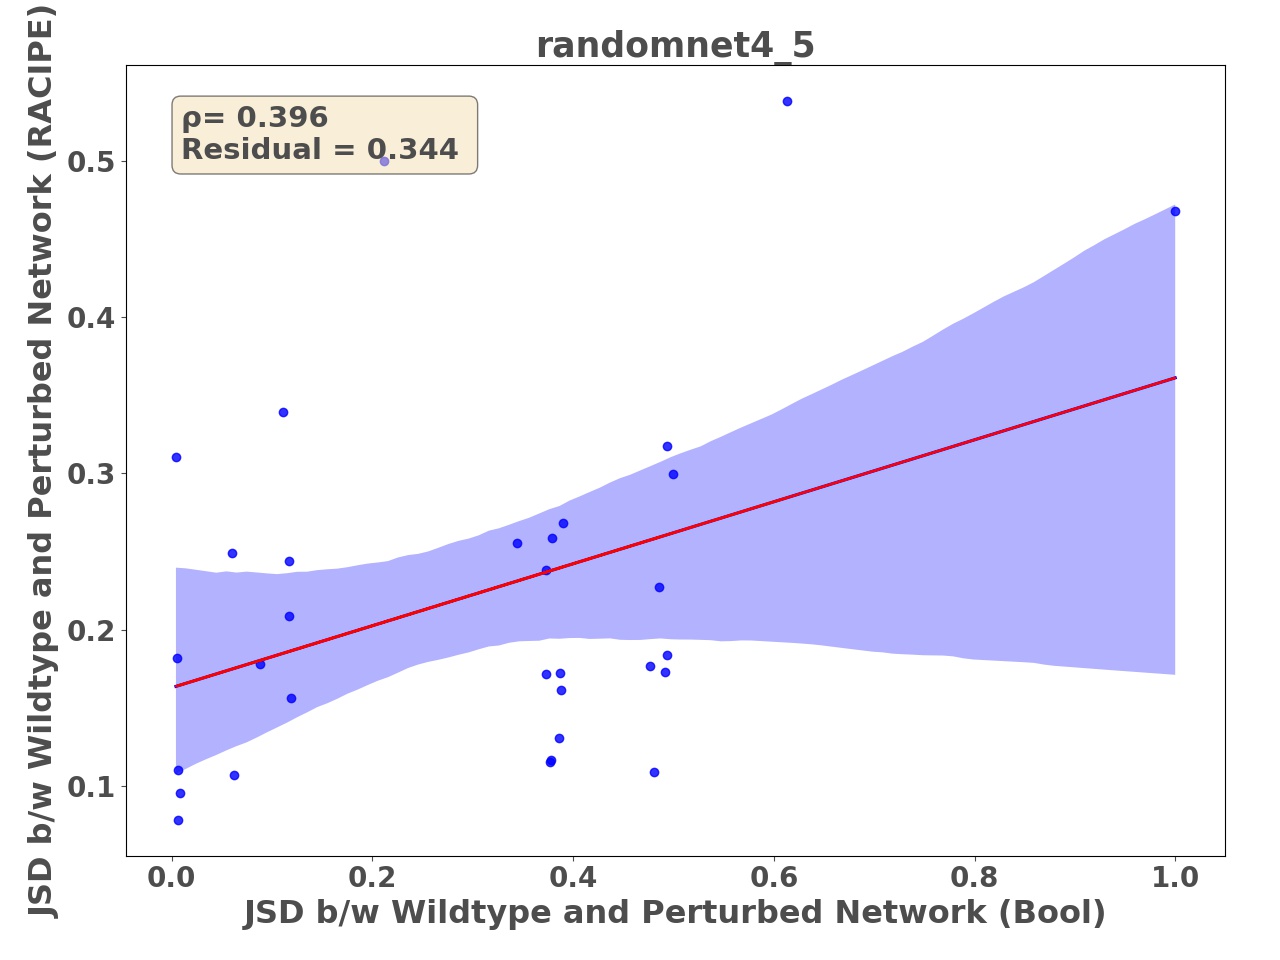 randomnet4_5
ρ= 0.396
Residual = 0.344
JSD b/w Wildtype and Perturbed Network (RACIPE)
0.5
0.4
0.3
0.2
0.1
0.0 0.2 0.4 0.6 0.8 1.0
JSD b/w Wildtype and Perturbed Network (Bool)